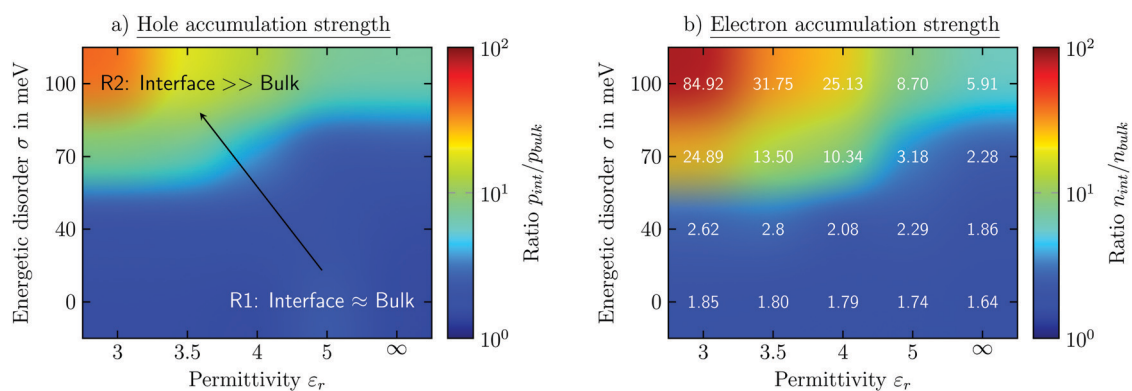 a) Hole accumulation strength
Energetic disorder σ in meV
100
70
40
0
R2: Interface >> Bulk
R1: Interface ≈ Bulk
3 3.5 4 5 ∞
Permittivity εr
10²
10¹
10⁰
Ratio pint/pbulk
b) Electron accumulation strength
Energetic disorder σ in meV
100 84.92 31.75 25.13 8.70 5.91
70 24.89 13.50 10.34 3.18 2.28
40 2.62 2.8 2.08 2.29 1.86
0 1.85 1.80 1.79 1.74 1.64
3 3.5 4 5 ∞
Permittivity εr
10²
10¹
10⁰
Ratio nint/nbulk